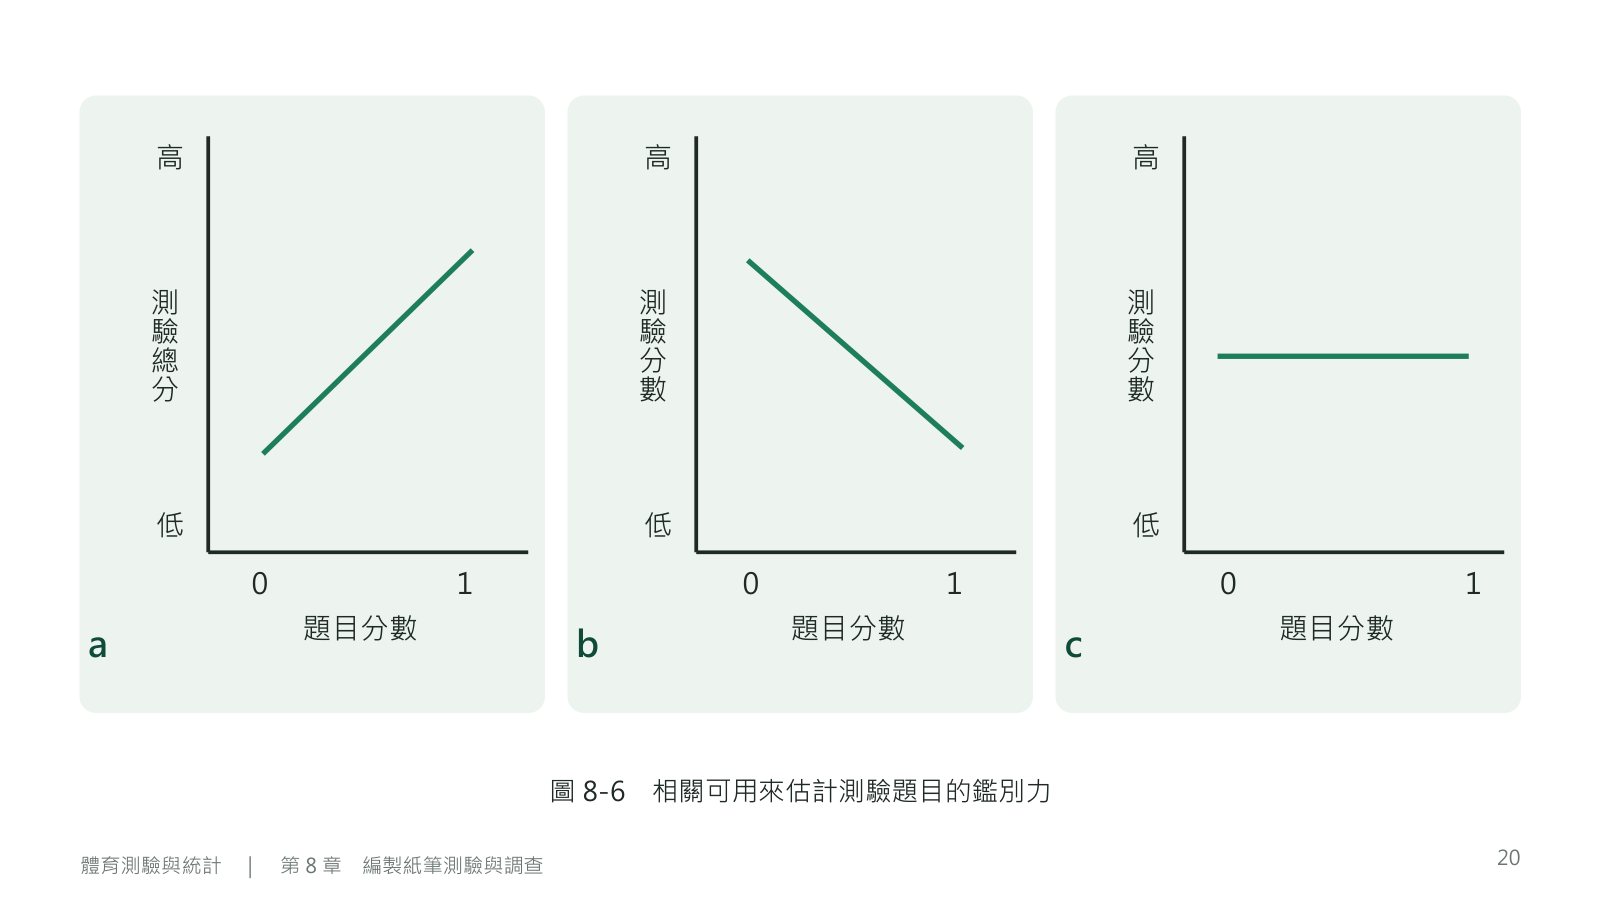 高
測驗總分
低
0 1
題目分數
a
高
測驗分數
低
0 1
題目分數
b
高
測驗分數
低
0 1
題目分數
c
圖 8-6 相關可用來估計測驗題目的鑑別力
體育測驗與統計 | 第 8 章 編製紙筆測驗與調查
20